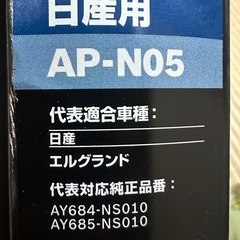 日産用
AP-N05
代表適合車種：
日産
エルグランド
代表対応純正品番：
AY684-NS010
AY685-NS010